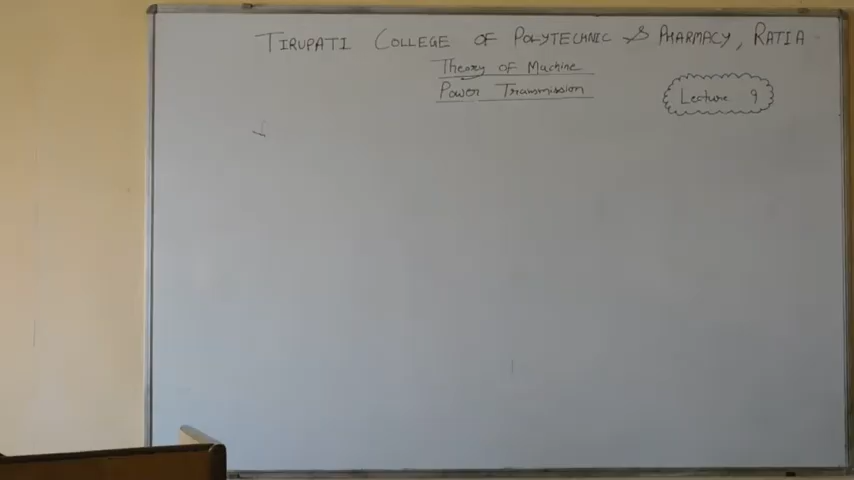 TIRUPATI COLLEGE OF POLYTECHNIC & PHARMACY, RATIA
Theory of Machine
Power Transmission
Lecture 9